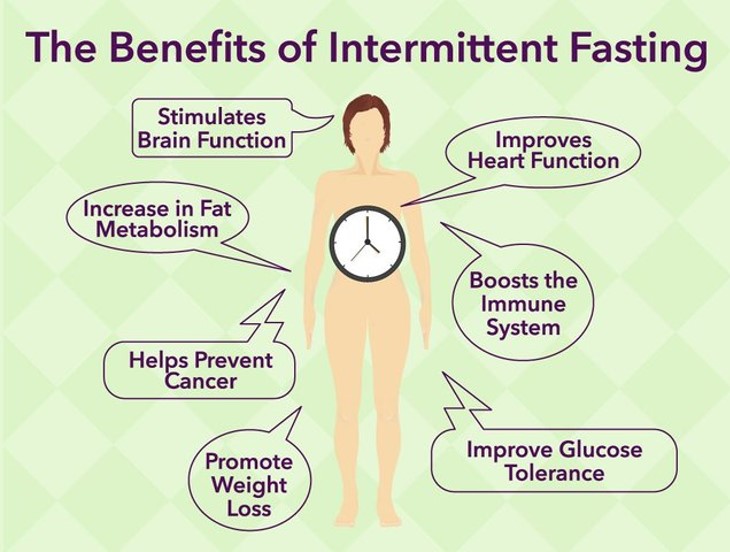 The Benefits of Intermittent Fasting
Stimulates
Brain Function
Improves
Heart Function
Increase in Fat
Metabolism
Boosts the
Immune
System
Helps Prevent
Cancer
Improve Glucose
Tolerance
Promote
Weight
Loss